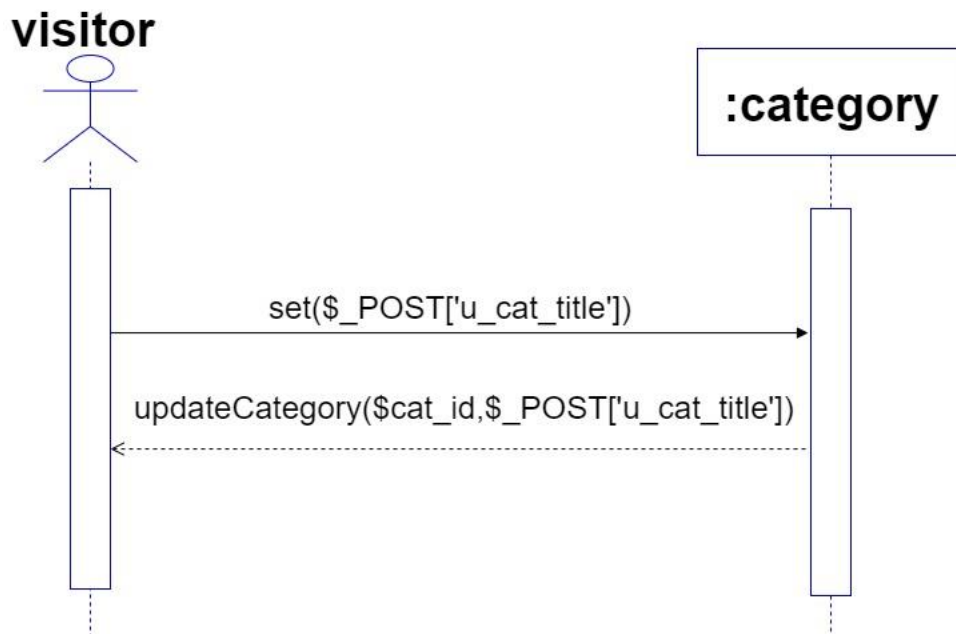 visitor
:category
set($_POST['u_cat_title'])
updateCategory($cat_id,$_POST['u_cat_title'])